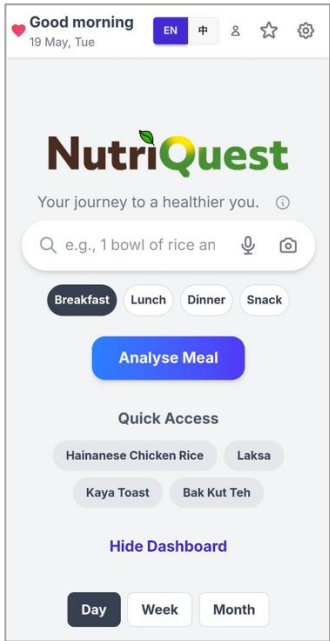 Good morning
19 May, Tue
EN 中
NutriQuest
Your journey to a healthier you.
e.g., 1 bowl of rice an
Breakfast Lunch Dinner Snack
Analyse Meal
Quick Access
Hainanese Chicken Rice Laksa
Kaya Toast Bak Kut Teh
Hide Dashboard
Day Week Month